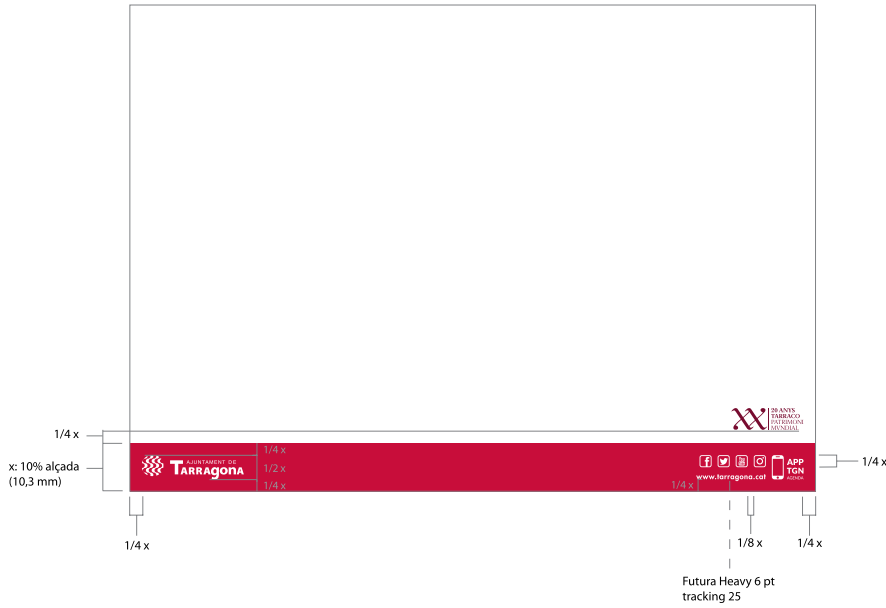 20 ANYS
TARRACO
PATRIMONI
MVNDIAL
1/4 x
x: 10% alçada
(10,3 mm)
AJUNTAMENT DE
TARRAgona
1/4 x
1/2 x
1/4 x
www.tarragona.cat
APP
TGN
AGENDA
1/4 x
1/4 x
1/4 x
1/8 x
1/4 x
Futura Heavy 6 pt
tracking 25